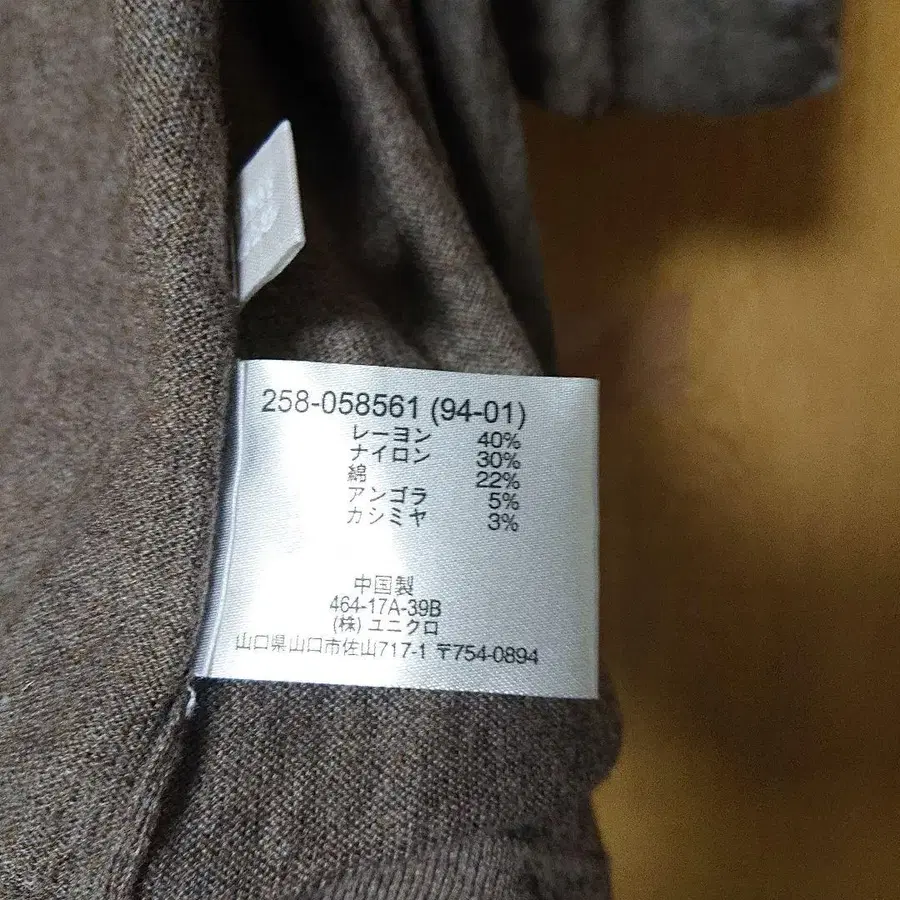 258-058561 (94-01)
レーヨン 40%
ナイロン 30%
綿 22%
アンゴラ 5%
カシミヤ 3%
中国製
464-17A-39B
(株) ユニクロ
山口県山口市佐山717-1 〒754-0894